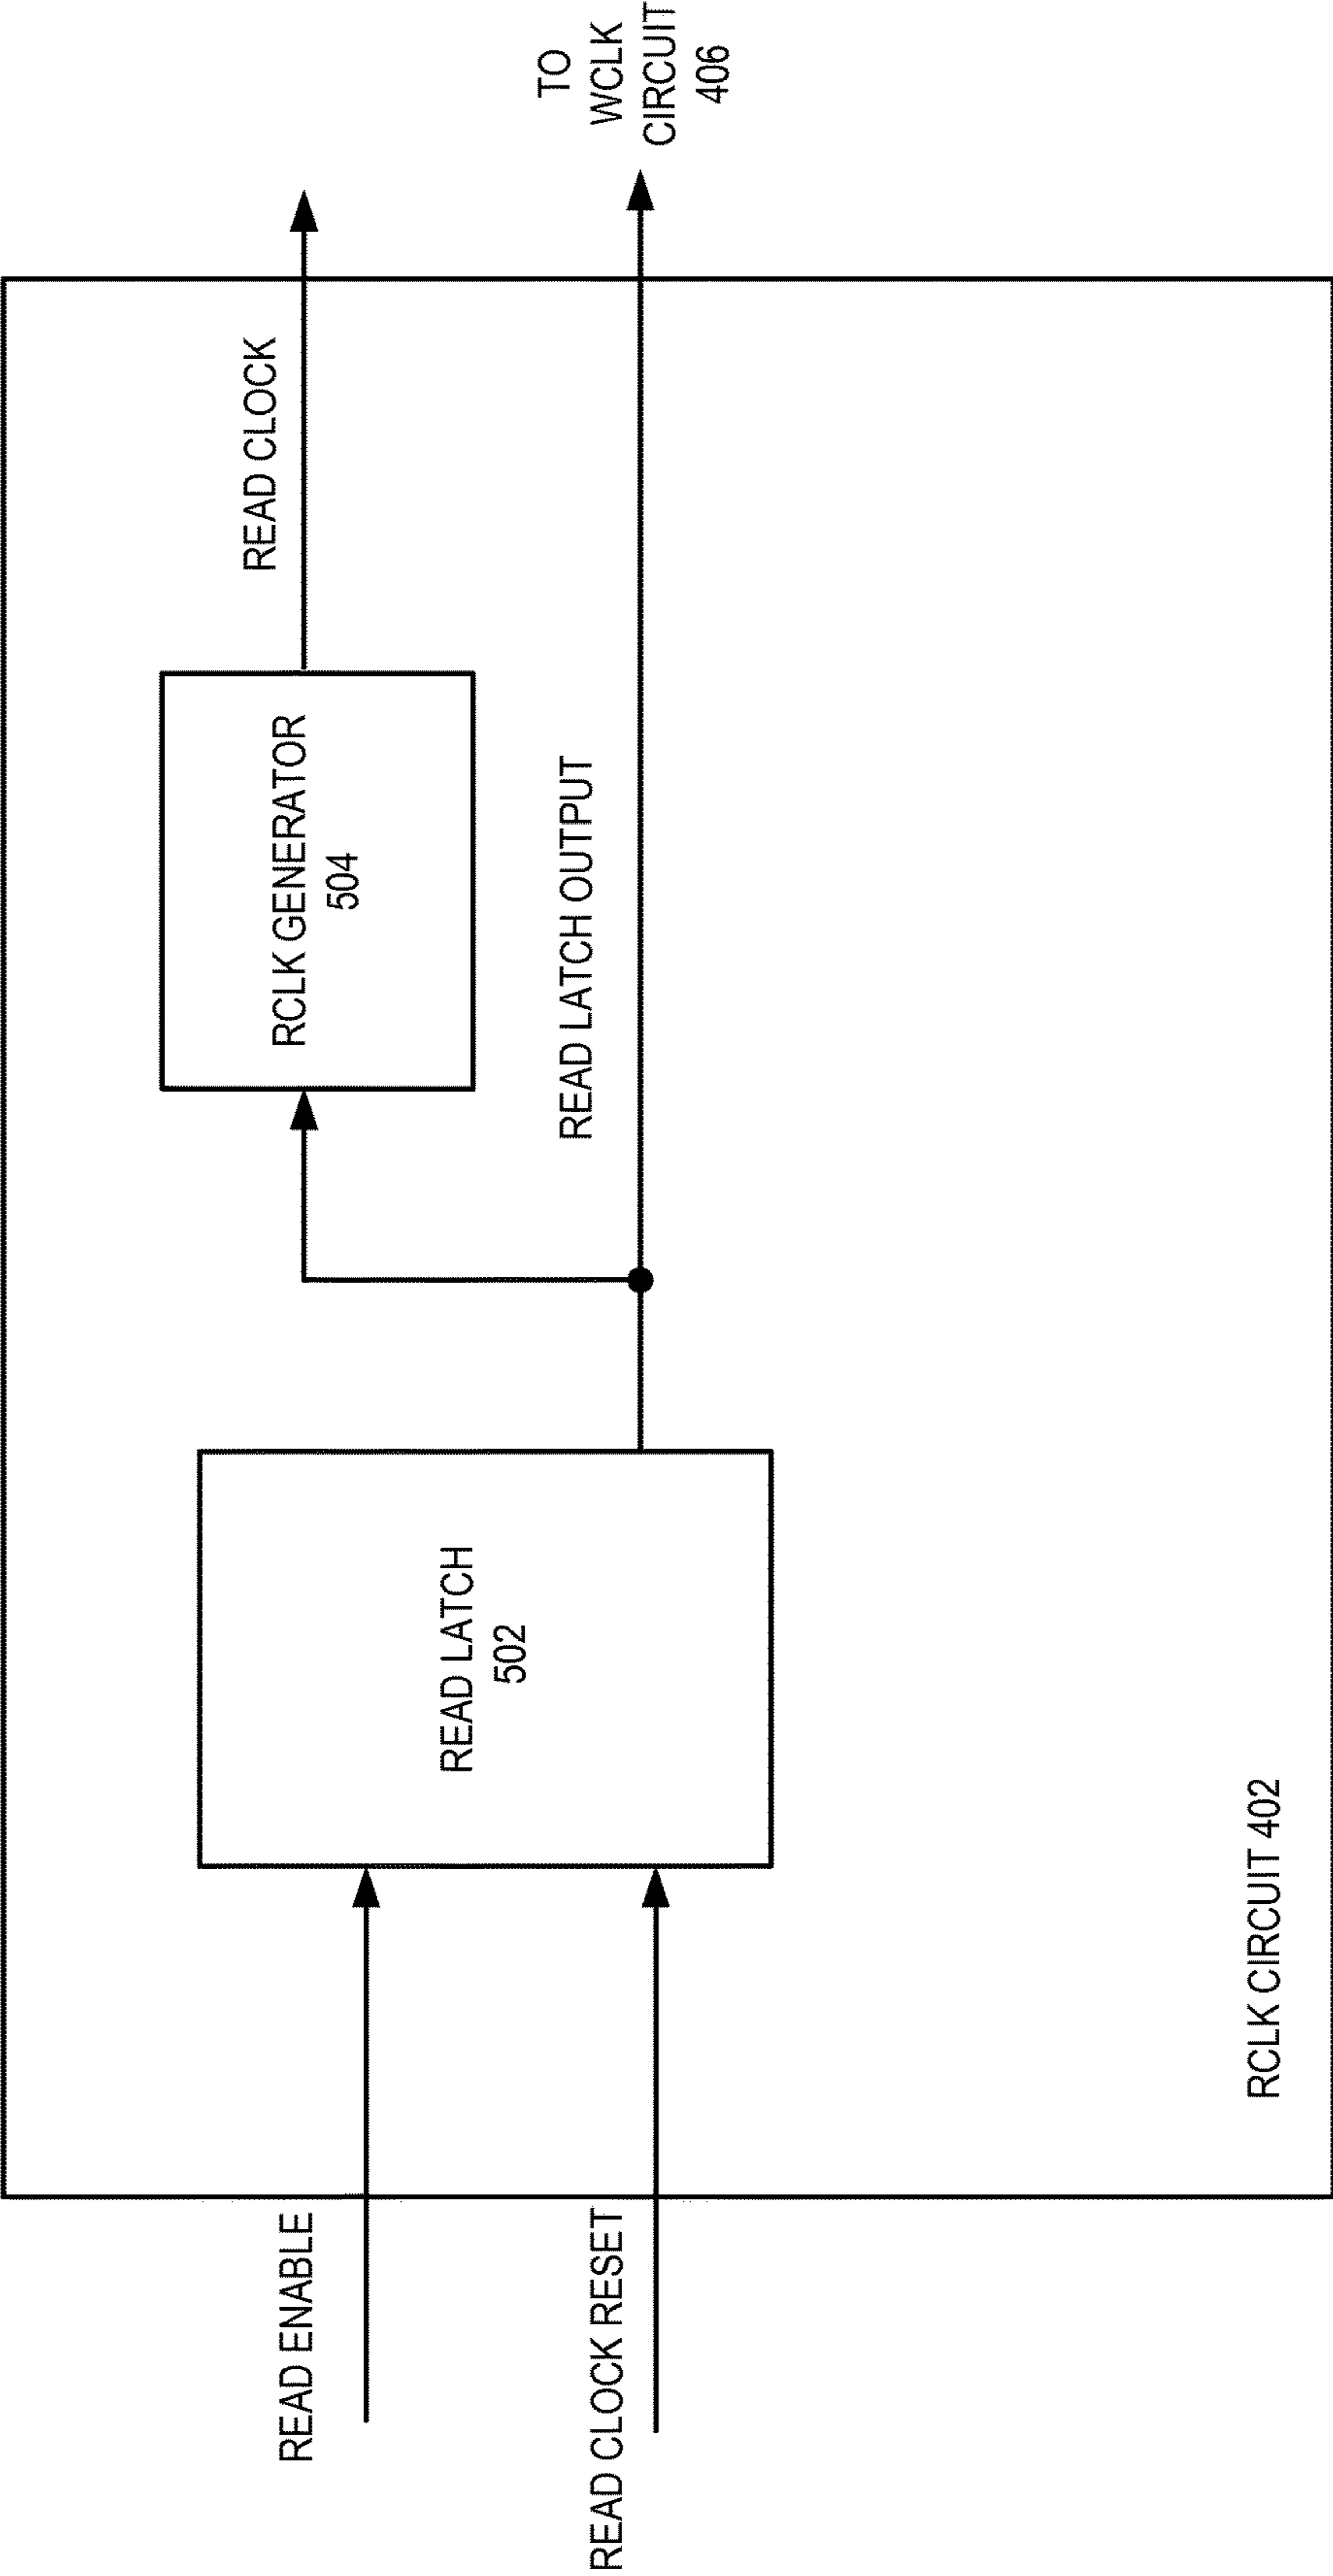 READ ENABLE
READ CLOCK RESET
READ LATCH
502
RCLK GENERATOR
504
READ CLOCK
READ LATCH OUTPUT
TO
WCLK
CIRCUIT
406
RCLK CIRCUIT 402